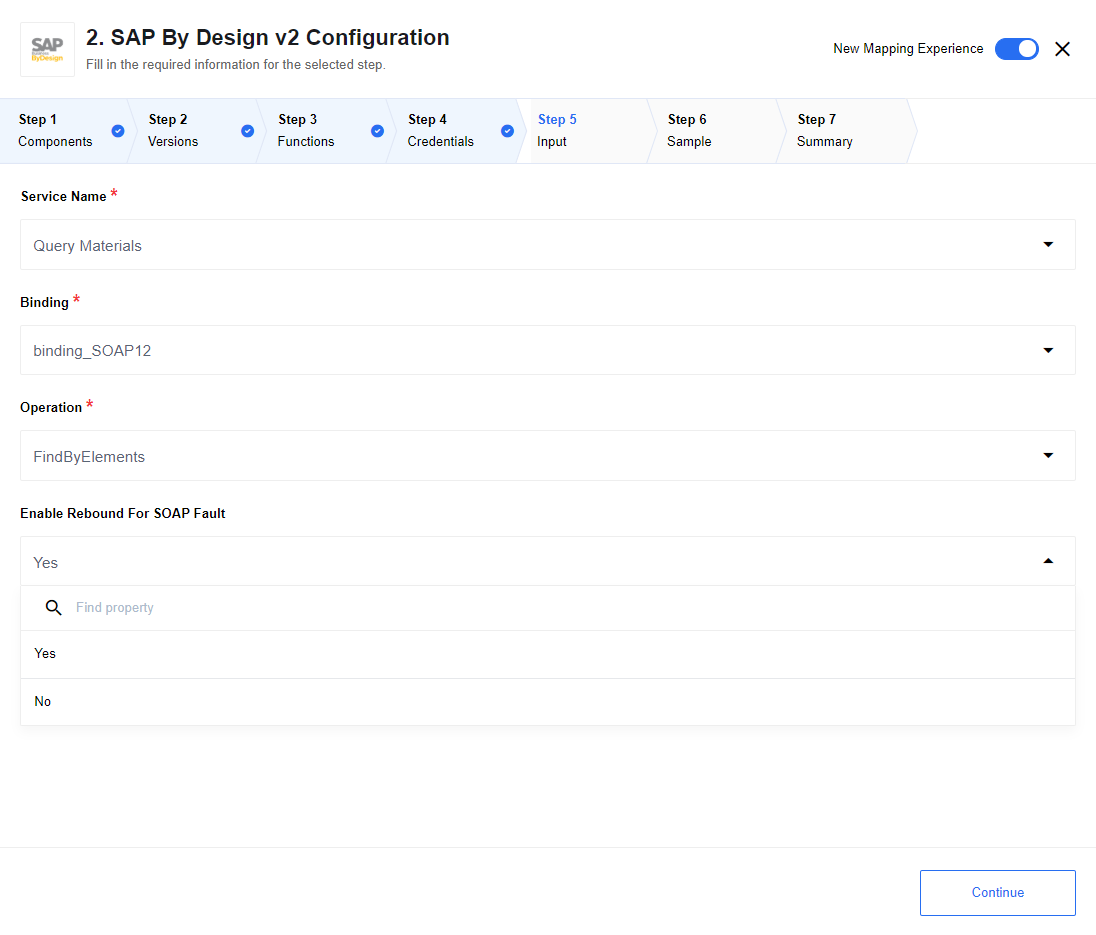 SAP
ByDesign
2. SAP By Design v2 Configuration
Fill in the required information for the selected step.
New Mapping Experience
Step 1
Components
Step 2
Versions
Step 3
Functions
Step 4
Credentials
Step 5
Input
Step 6
Sample
Step 7
Summary
Service Name *
Query Materials
Binding *
binding_SOAP12
Operation *
FindByElements
Enable Rebound For SOAP Fault
Yes
Find property
Yes
No
Continue